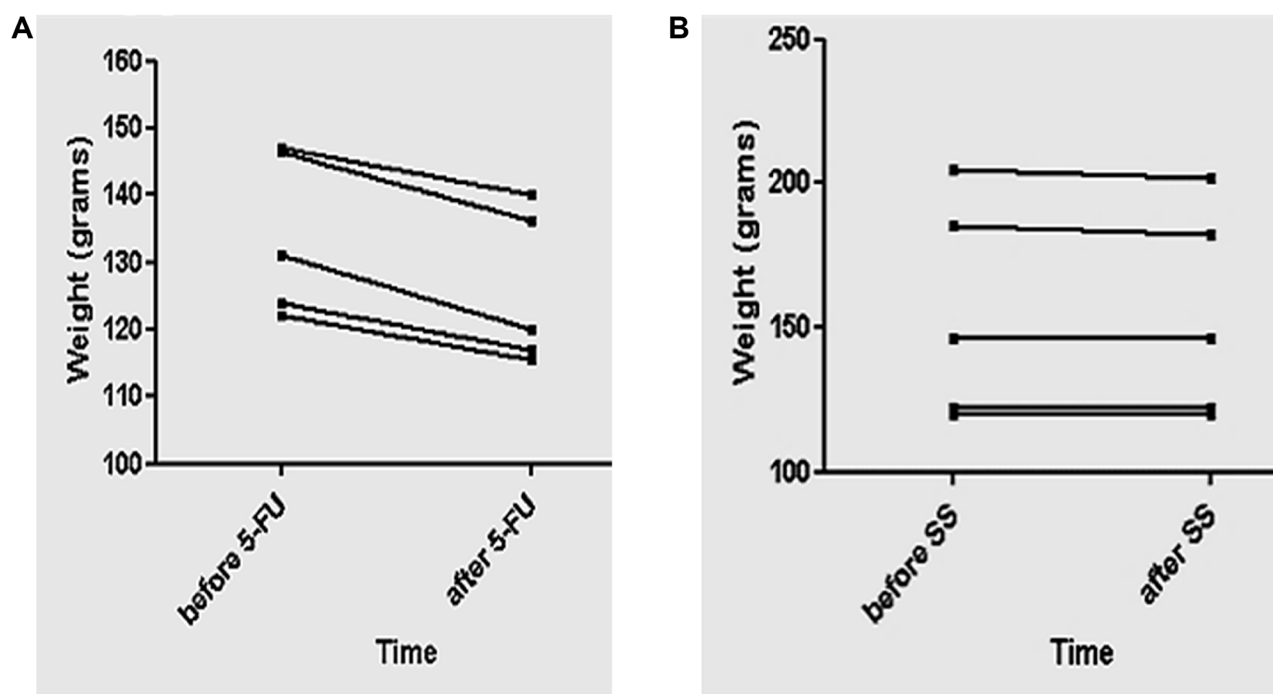 A
160
150
140
130
120
110
100
Weight (grams)
before 5-FU
after 5-FU
Time
B
250
200
150
100
Weight (grams)
before SS
after SS
Time